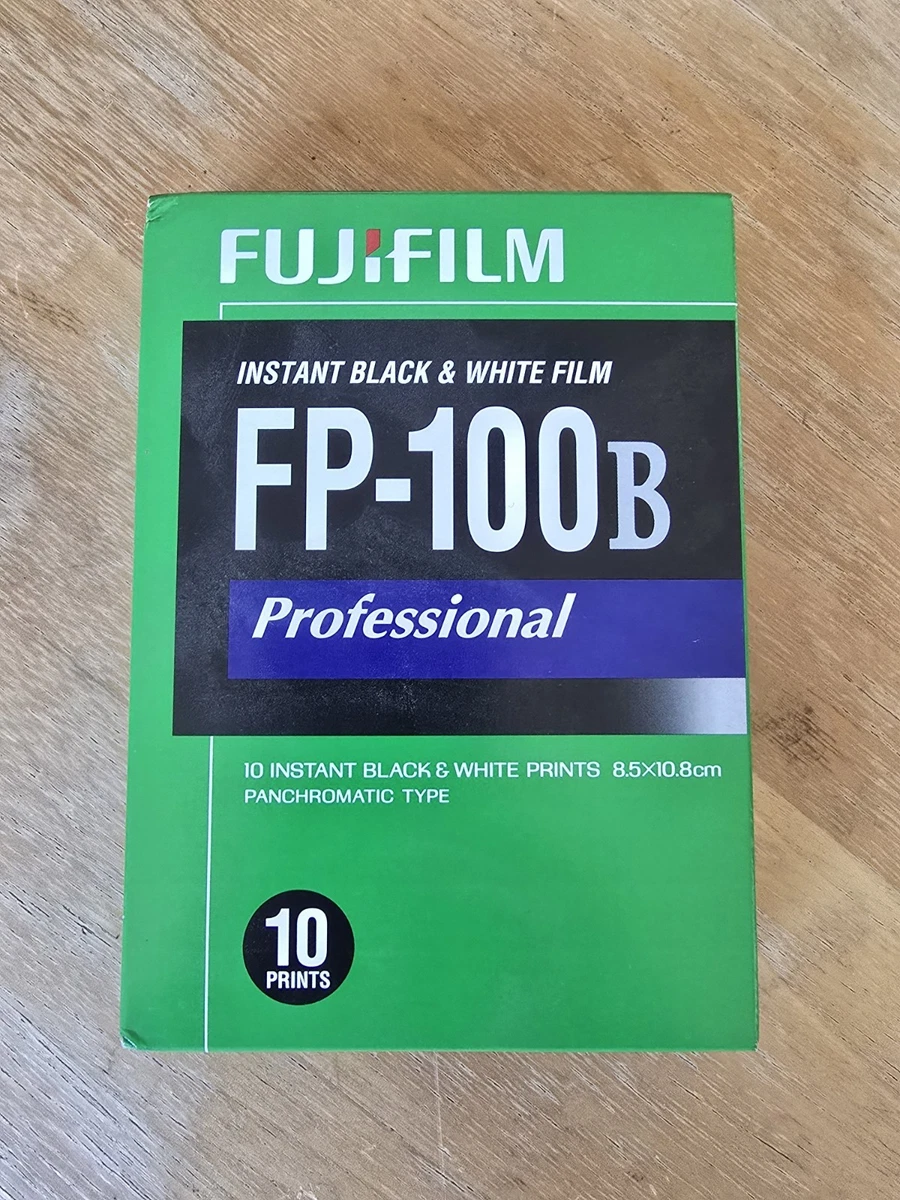 FUJIFILM
INSTANT BLACK & WHITE FILM
FP-100B
Professional
10 INSTANT BLACK & WHITE PRINTS 8.5×10.8cm
PANCHROMATIC TYPE
10
PRINTS